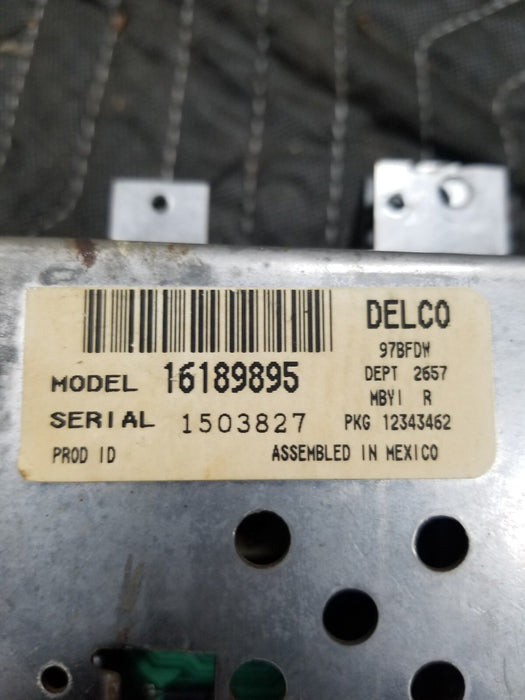 DELCO
97BFDW
MODEL 16189895
DEPT 2657
MBYI R
SERIAL 1503827
PKG 12343462
PROD ID
ASSEMBLED IN MEXICO